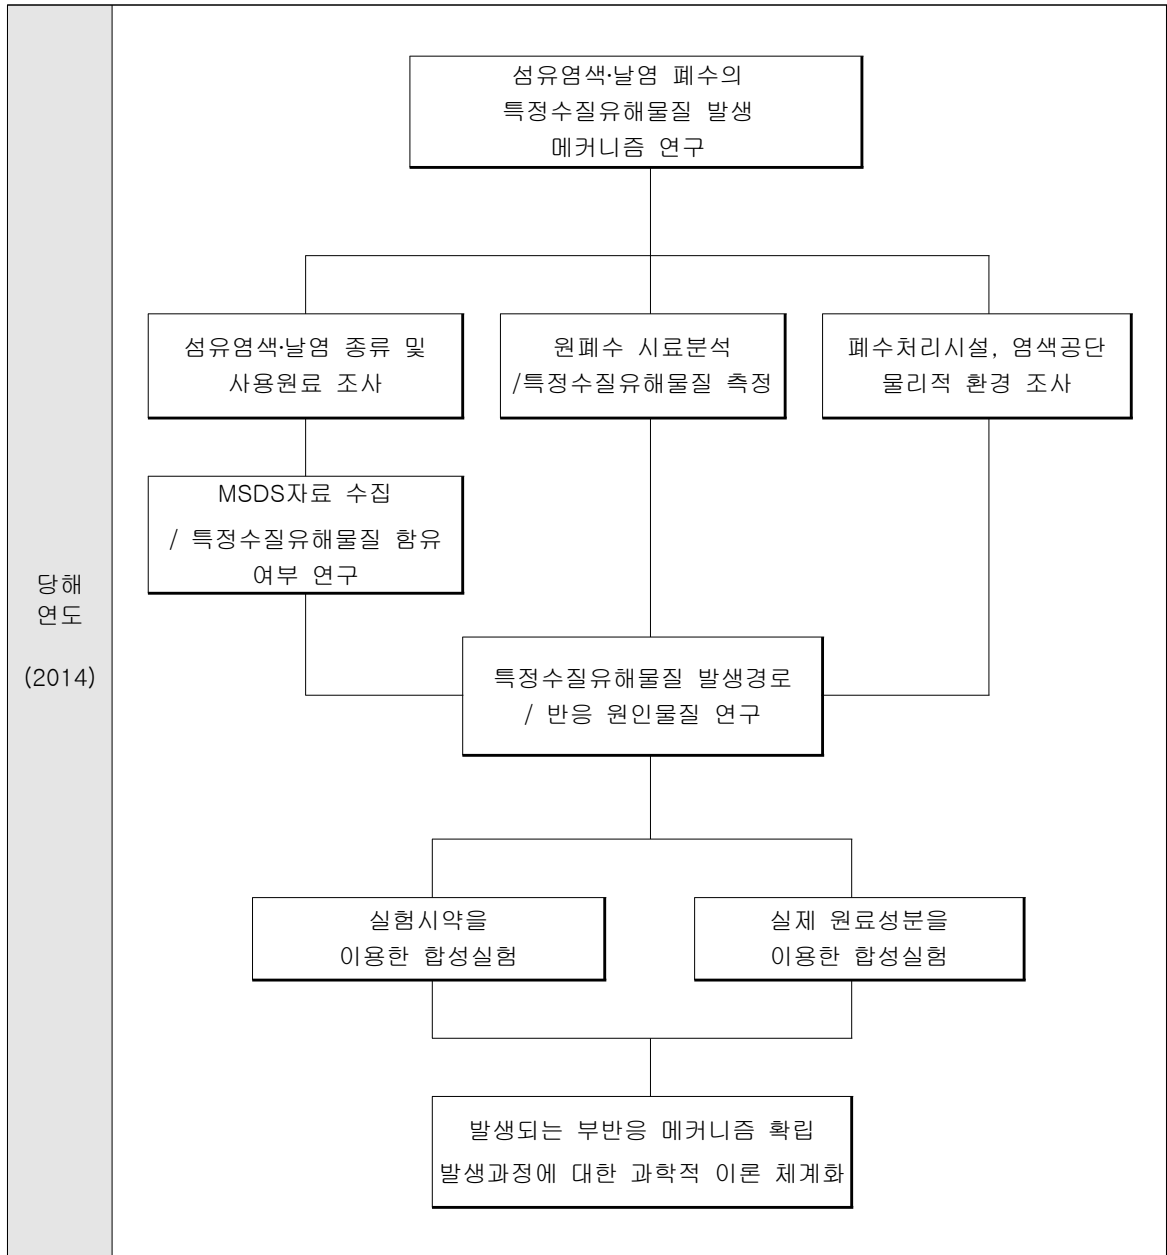 섬유염색·날염 폐수의
특정수질유해물질 발생
메커니즘 연구
섬유염색·날염 종류 및
사용원료 조사
원폐수 시료분석
/특정수질유해물질 측정
폐수처리시설, 염색공단
물리적 환경 조사
MSDS자료 수집
/ 특정수질유해물질 함유
여부 연구
당해
연도
(2014)
특정수질유해물질 발생경로
/ 반응 원인물질 연구
실험시약을
이용한 합성실험
실제 원료성분을
이용한 합성실험
발생되는 부반응 메커니즘 확립
발생과정에 대한 과학적 이론 체계화